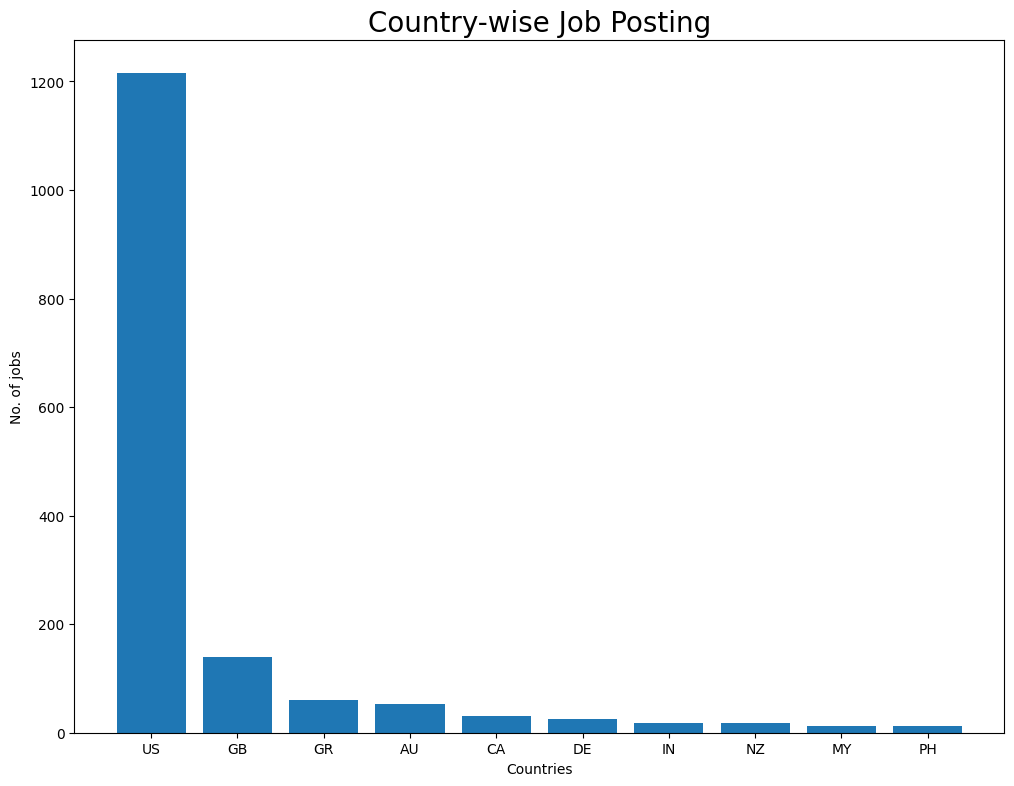 Country-wise Job Posting
1200
1000
800
600
400
200
0
No. of jobs
US GB GR AU CA DE IN NZ MY PH
Countries